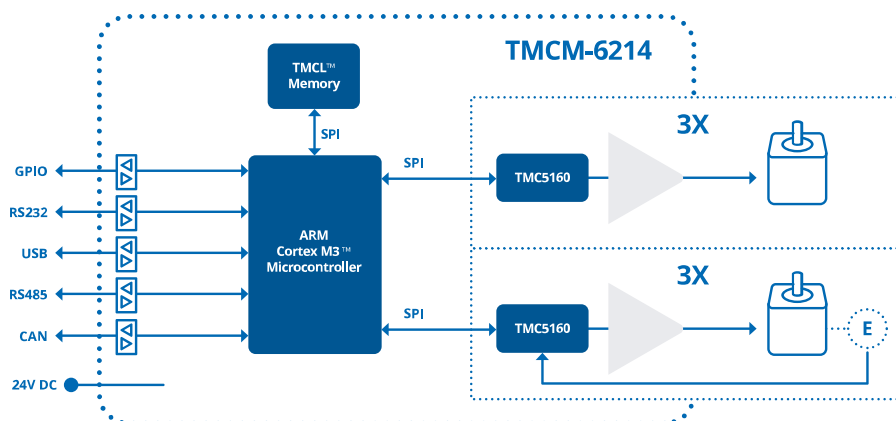 TMCM-6214
TMCL™
Memory
SPI
3X
GPIO
SPI
TMC5160
RS232
ARM
Cortex M3™
Microcontroller
USB
RS485
3X
SPI
CAN
TMC5160
E
24V DC